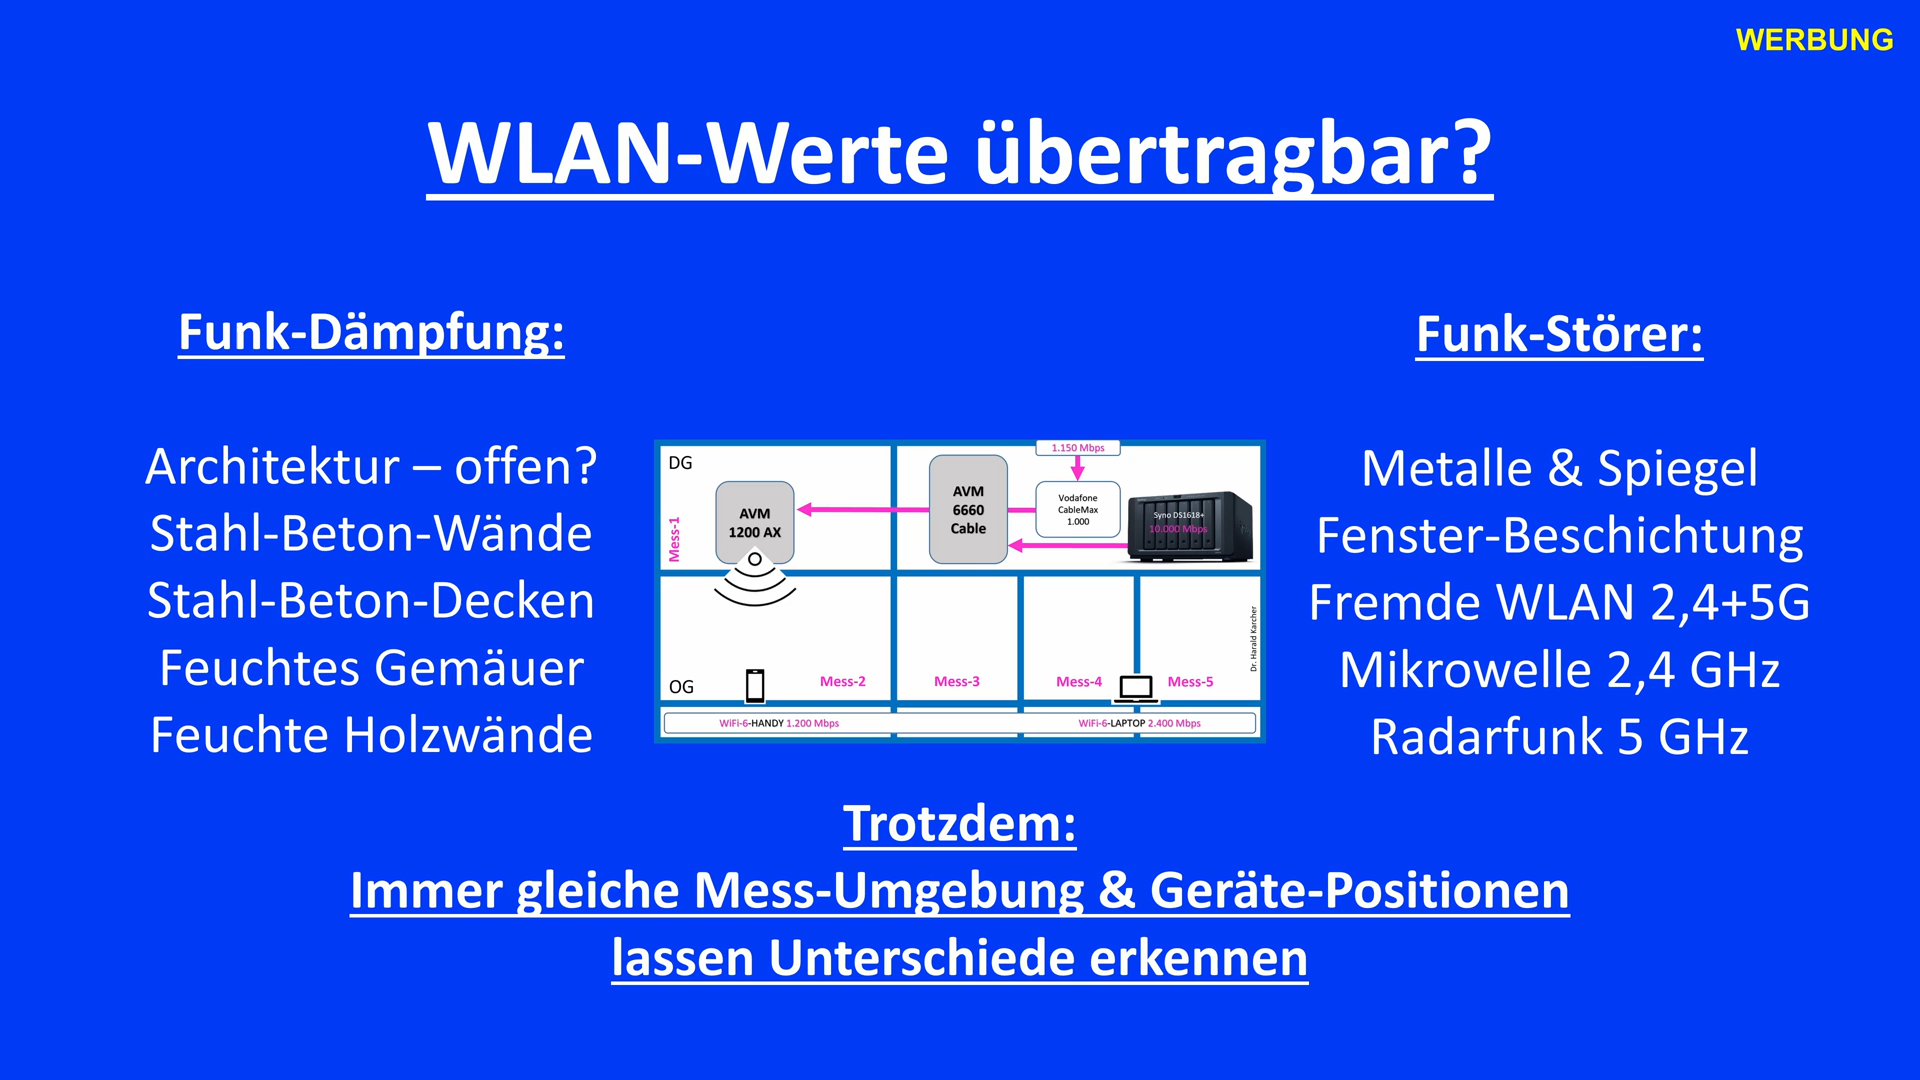 WERBUNG
WLAN-Werte übertragbar?
Funk-Dämpfung:
Architektur – offen?
Stahl-Beton-Wände
Stahl-Beton-Decken
Feuchtes Gemäuer
Feuchte Holzwände
DG
Mess-1
AVM
1200 AX
AVM
6660
Cable
1.150 Mbps
Vodafone
CableMax
1.000
Syno DS1618+
10.000 Mbps
Dr. Harald Karcher
OG
Mess-2
Mess-3
Mess-4
Mess-5
WiFi-6-HANDY 1.200 Mbps
WiFi-6-LAPTOP 2.400 Mbps
Funk-Störer:
Metalle & Spiegel
Fenster-Beschichtung
Fremde WLAN 2,4+5G
Mikrowelle 2,4 GHz
Radarfunk 5 GHz
Trotzdem:
Immer gleiche Mess-Umgebung & Geräte-Positionen
lassen Unterschiede erkennen